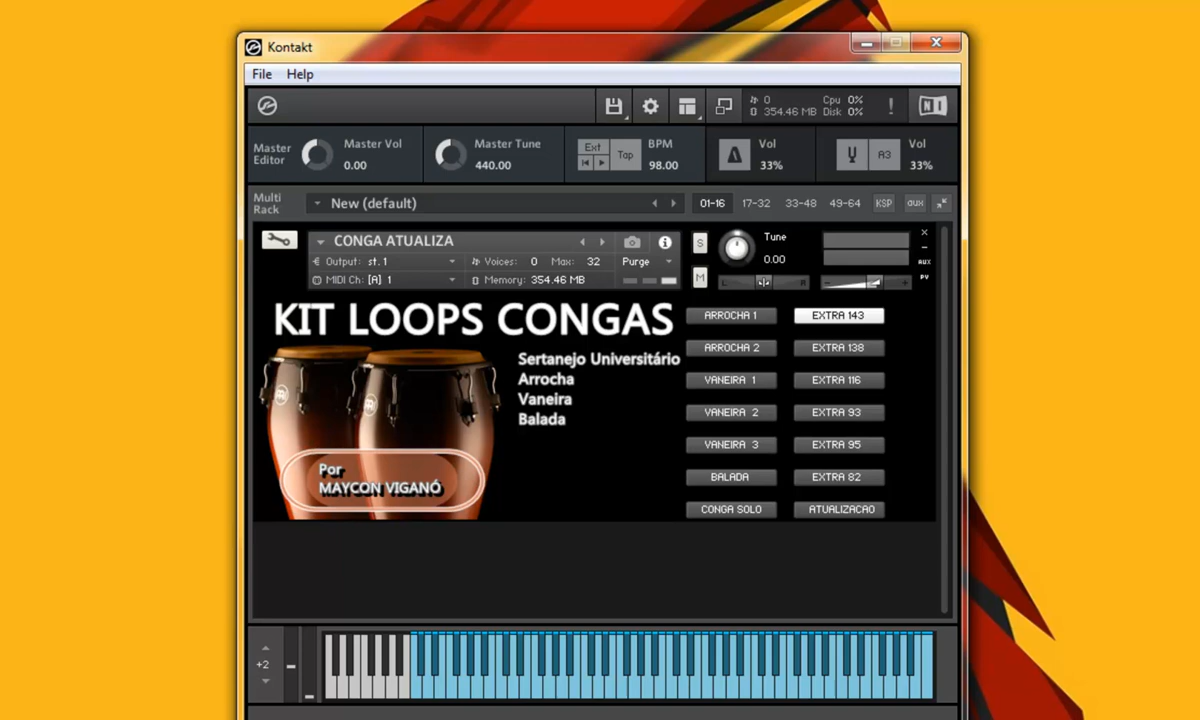 Kontakt
File Help
0 Cpu 0%
354.46 MB Disk 0%
!
NI
Master Editor
Master Vol
0.00
Master Tune
440.00
Ext
Tap
BPM
98.00
Vol
33%
A3
Vol
33%
Multi Rack
New (default)
01-16 17-32 33-48 49-64 KSP aux
CONGA ATUALIZA
Output: st.1
Voices: 0 Max: 32 Purge
MIDI Ch: [A] 1
Memory: 354.46 MB
S
M
Tune
0.00
L R
AUX
PV
KIT LOOPS CONGAS
Sertanejo Universitário
Arrocha
Vaneira
Balada
Por
MAYCON VIGANÓ
ARROCHA 1 EXTRA 143
ARROCHA 2 EXTRA 138
VANEIRA 1 EXTRA 116
VANEIRA 2 EXTRA 93
VANEIRA 3 EXTRA 95
BALADA EXTRA 82
CONGA SOLO ATUALIZACAO
+2